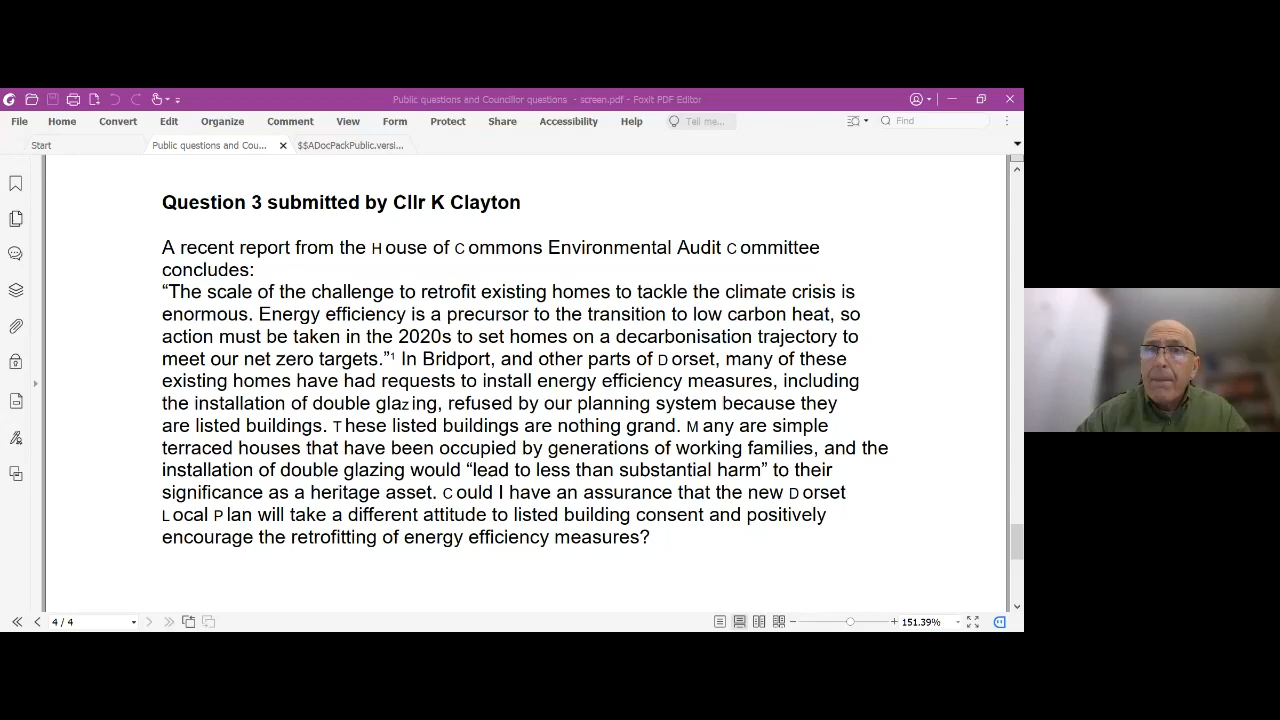 Public questions and Councillor questions - screen.pdf - Foxit PDF Editor
File Home Convert Edit Organize Comment View Form Protect Share Accessibility Help Tell me... Find
Start Public questions and Cou... $$ADocPackPublic.versi...
Question 3 submitted by Cllr K Clayton
A recent report from the House of Commons Environmental Audit Committee
concludes:
“The scale of the challenge to retrofit existing homes to tackle the climate crisis is
enormous. Energy efficiency is a precursor to the transition to low carbon heat, so
action must be taken in the 2020s to set homes on a decarbonisation trajectory to
meet our net zero targets.”¹ In Bridport, and other parts of Dorset, many of these
existing homes have had requests to install energy efficiency measures, including
the installation of double glazing, refused by our planning system because they
are listed buildings. These listed buildings are nothing grand. Many are simple
terraced houses that have been occupied by generations of working families, and the
installation of double glazing would “lead to less than substantial harm” to their
significance as a heritage asset. Could I have an assurance that the new Dorset
Local Plan will take a different attitude to listed building consent and positively
encourage the retrofitting of energy efficiency measures?
4 / 4 151.39%